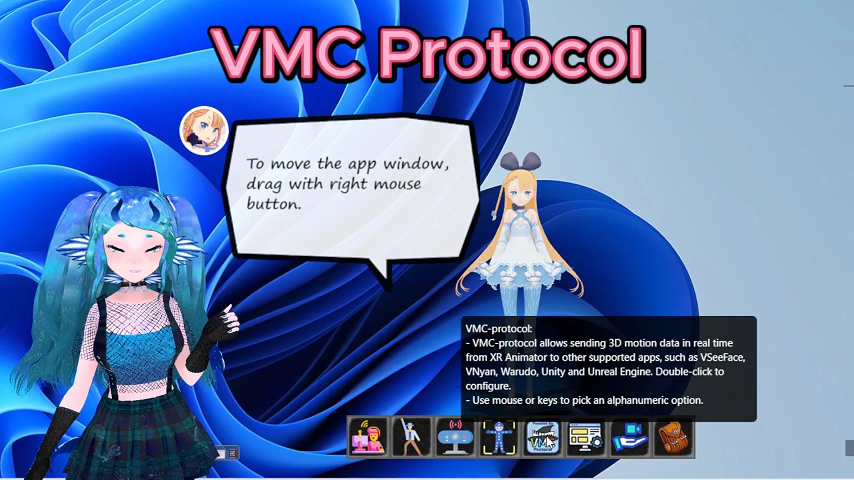 VMC Protocol
To move the app window,
drag with right mouse
button.
VMC-protocol:
- VMC-protocol allows sending 3D motion data in real time
from XR Animator to other supported apps, such as VSeeFace,
VNyan, Warudo, Unity and Unreal Engine. Double-click to
configure.
- Use mouse or keys to pick an alphanumeric option.
VMC
Protocol